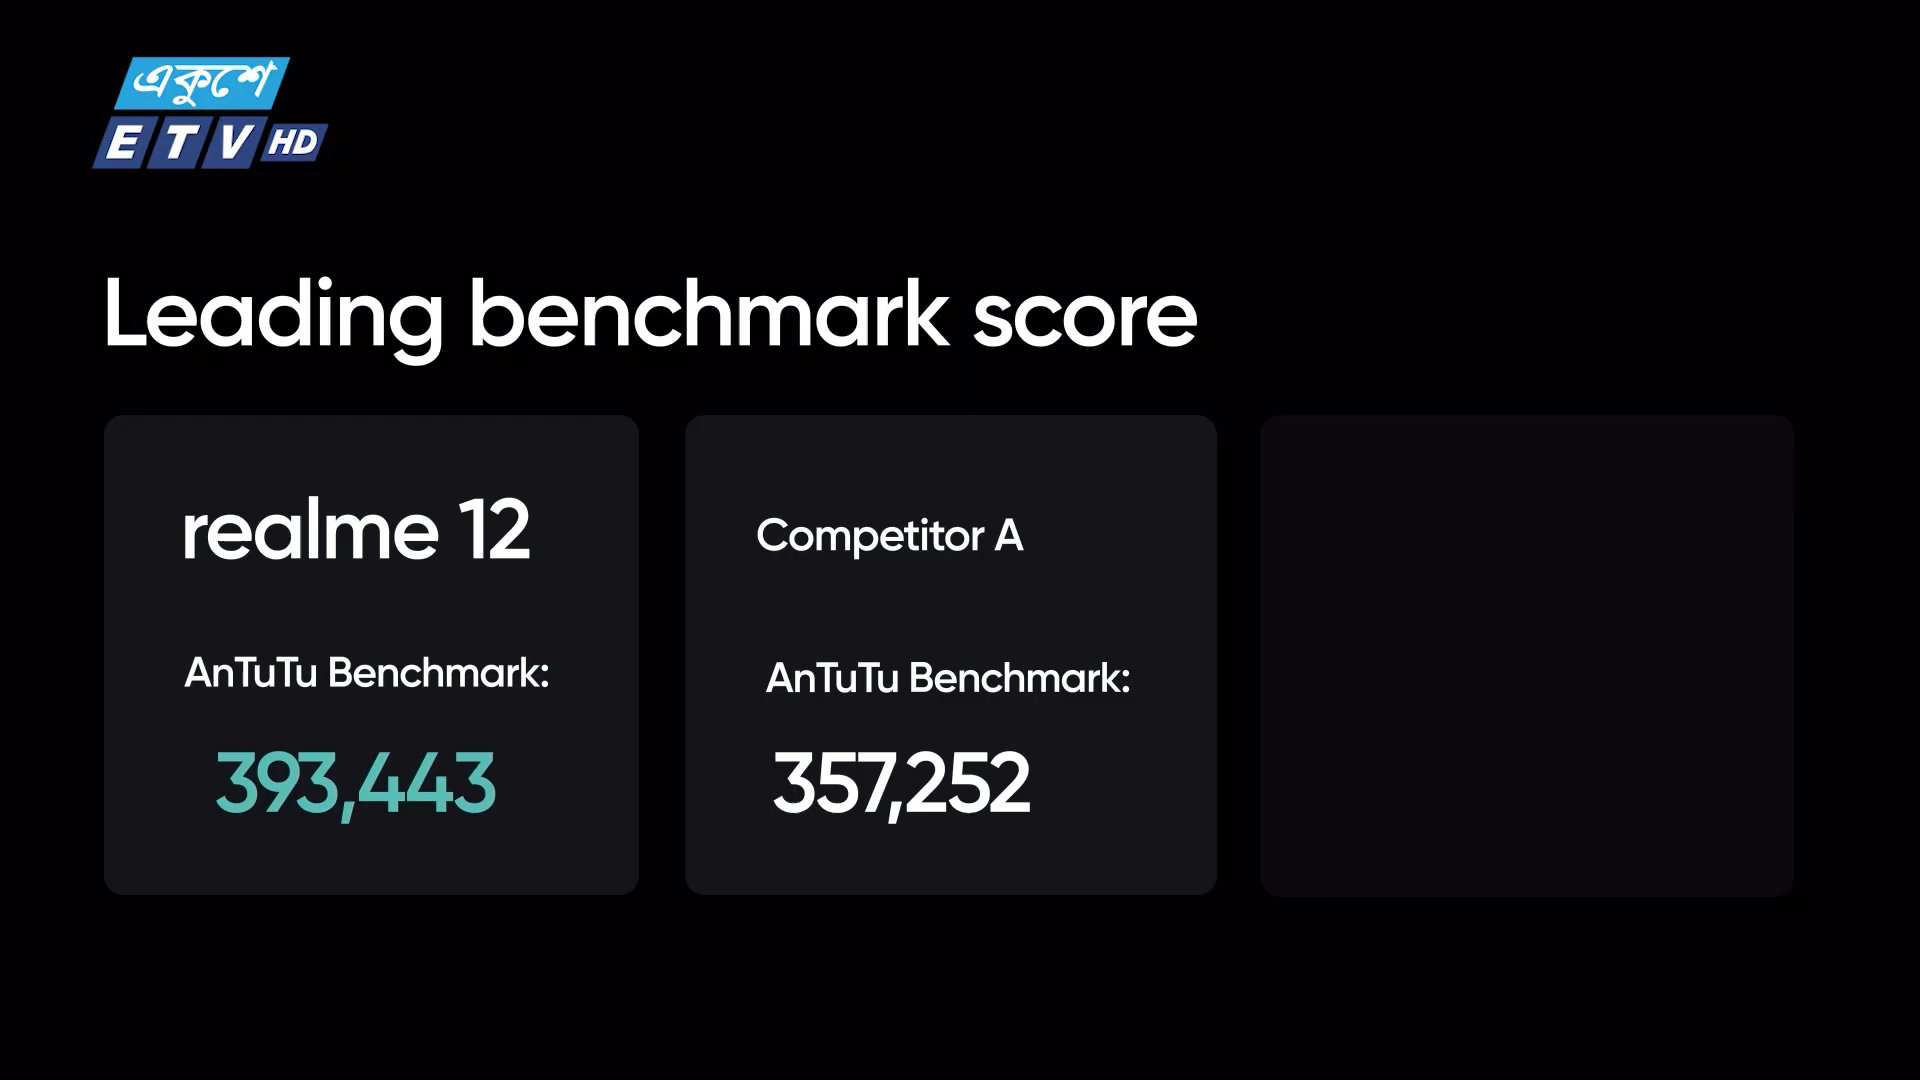 একুশে
ETV HD
Leading benchmark score
realme 12
AnTuTu Benchmark:
393,443
Competitor A
AnTuTu Benchmark:
357,252